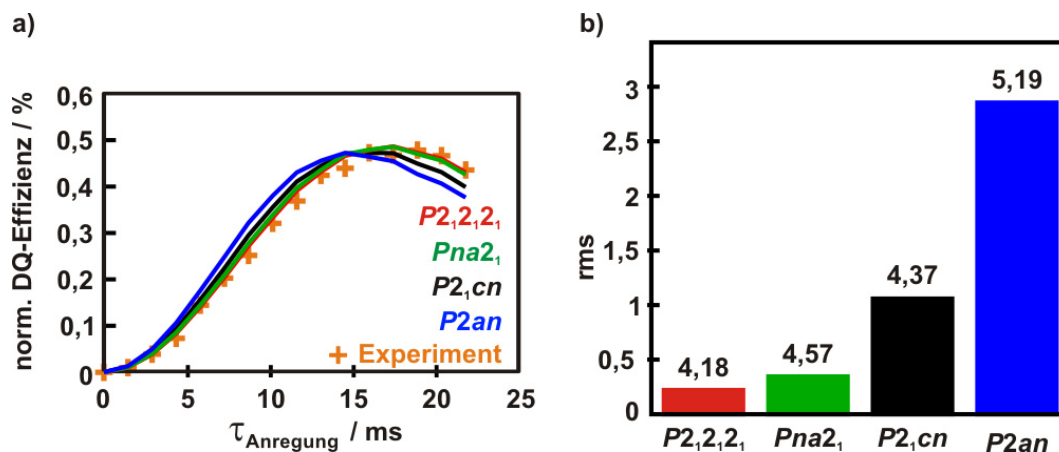 a)
norm. DQ-Effizienz / %
0,6
0,5
0,4
0,3
0,2
0,1
0
0 5 10 15 20 25
τAnregung / ms
P2₁2₁2₁
Pna2₁
P2₁cn
P2an
+ Experiment
b)
rms
3
2,5
2
1,5
1
0,5
0
4,18
4,57
4,37
5,19
P2₁2₁2₁ Pna2₁ P2₁cn P2an